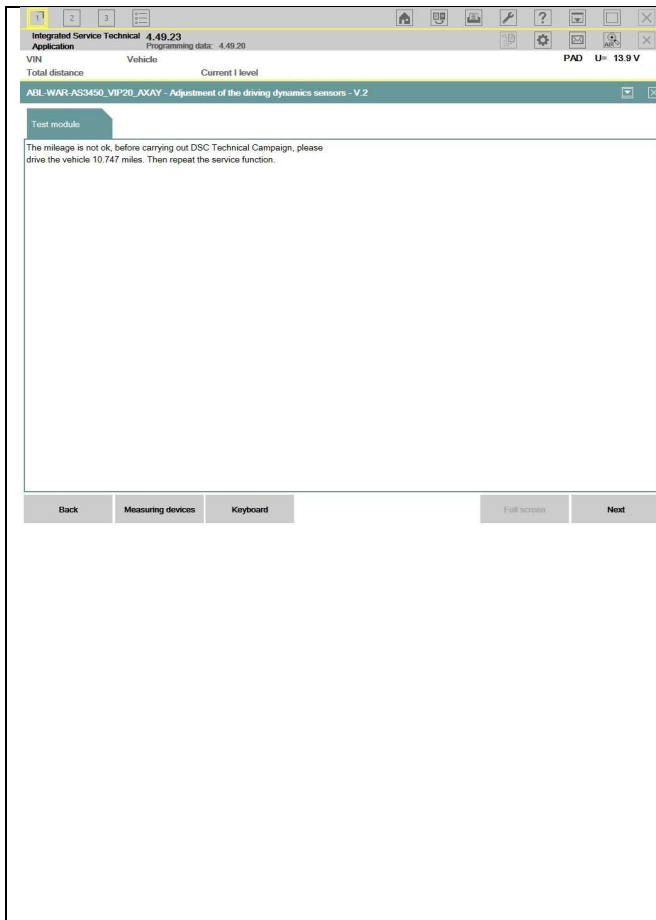 1 2 3 ?
Integrated Service Technical 4.49.23
Application Programming data: 4.49.20
VIN Vehicle PAD U= 13.9 V
Total distance Current I level
ABL-WAR-AS3450_VIP20_AXAY - Adjustment of the driving dynamics sensors - V.2
Test module
The mileage is not ok, before carrying out DSC Technical Campaign, please
drive the vehicle 10.747 miles. Then repeat the service function.
Back Measuring devices Keyboard Full screen Next